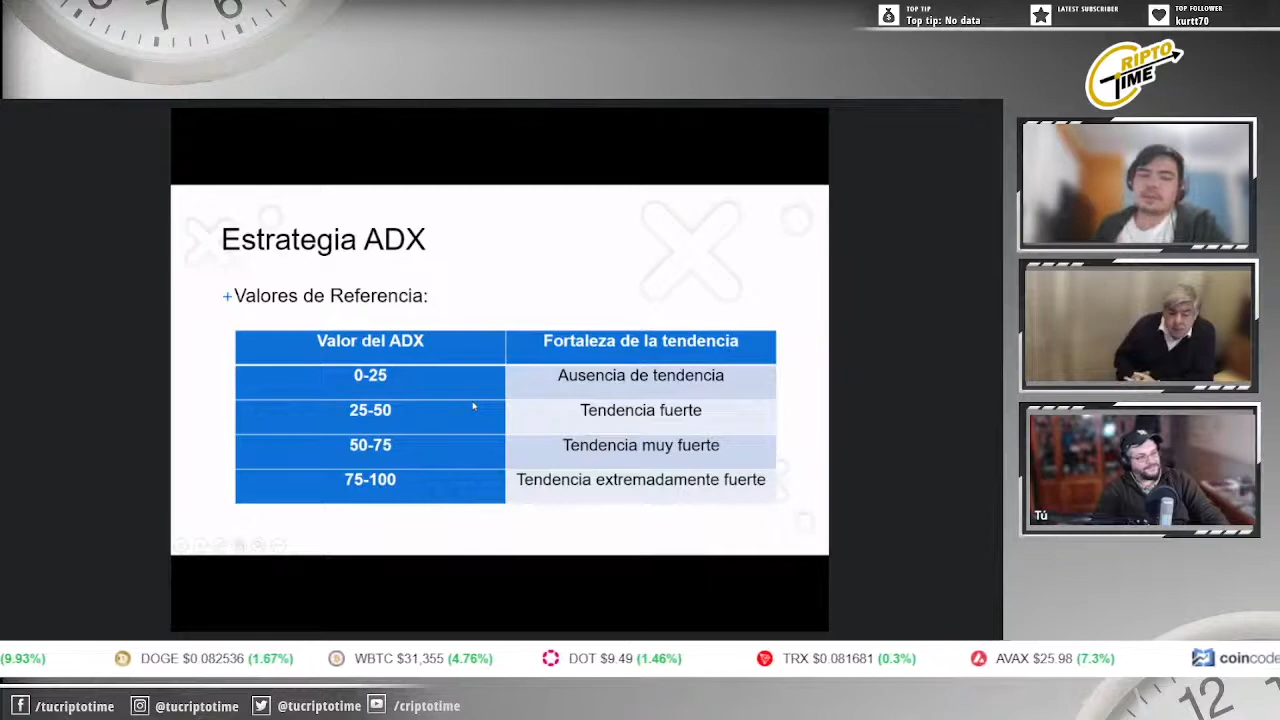 TOP TIP
Top tip: No data
LATEST SUBSCRIBER
TOP FOLLOWER
kurtt70
CRIPTO
TIME
Estrategia ADX
+Valores de Referencia:
Valor del ADX
Fortaleza de la tendencia
0-25
Ausencia de tendencia
25-50
Tendencia fuerte
50-75
Tendencia muy fuerte
75-100
Tendencia extremadamente fuerte
Tú
(9.93%)
DOGE $0.082536 (1.67%)
WBTC $31,355 (4.76%)
DOT $9.49 (1.46%)
TRX $0.081681 (0.3%)
AVAX $25.98 (7.3%)
coincode
/tucriptotime
@tucriptotime
@tucriptotime
/criptotime
8
7
6
12